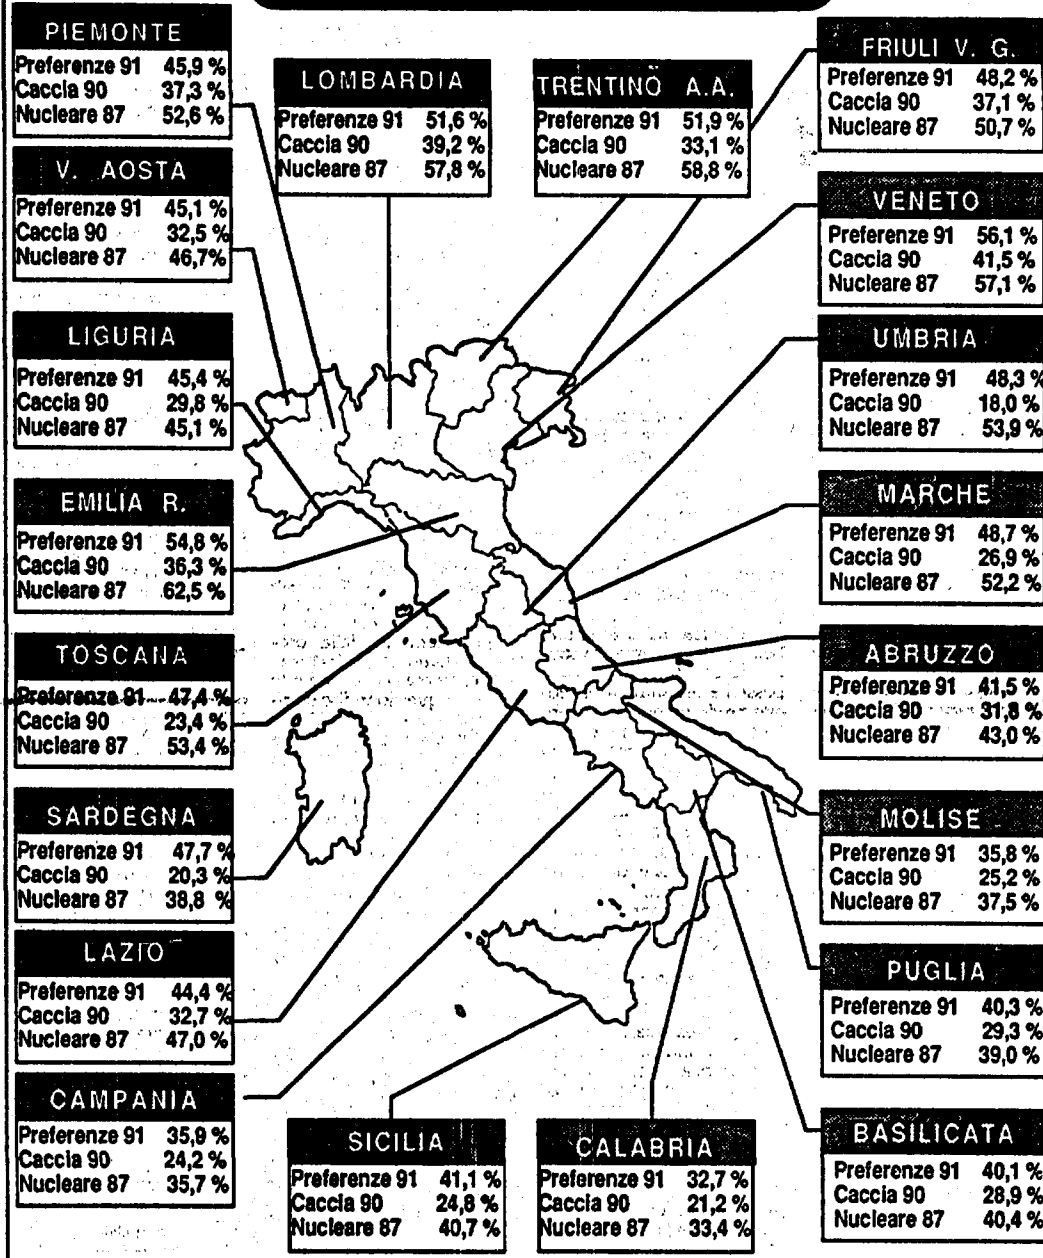 PIEMONTE
Preferenze 91 45,9 %
Caccia 90 37,3 %
Nucleare 87 52,6 %
V. AOSTA
Preferenze 91 45,1 %
Caccia 90 32,5 %
Nucleare 87 46,7%
LIGURIA
Preferenze 91 45,4 %
Caccia 90 29,8 %
Nucleare 87 45,1 %
EMILIA R.
Preferenze 91 54,8 %
Caccia 90 36,3 %
Nucleare 87 62,5 %
TOSCANA
Preferenze 91 47,4 %
Caccia 90 23,4 %
Nucleare 87 53,4 %
SARDEGNA
Preferenze 91 47,7 %
Caccia 90 20,3 %
Nucleare 87 38,8 %
LAZIO
Preferenze 91 44,4 %
Caccia 90 32,7 %
Nucleare 87 47,0 %
CAMPANIA
Preferenze 91 35,9 %
Caccia 90 24,2 %
Nucleare 87 35,7 %
LOMBARDIA
Preferenze 91 51,6 %
Caccia 90 39,2 %
Nucleare 87 57,8 %
TRENTINO A.A.
Preferenze 91 51,9 %
Caccia 90 33,1 %
Nucleare 87 58,8 %
SICILIA
Preferenze 91 41,1 %
Caccia 90 24,8 %
Nucleare 87 40,7 %
CALABRIA
Preferenze 91 32,7 %
Caccia 90 21,2 %
Nucleare 87 33,4 %
FRIULI V. G.
Preferenze 91 48,2 %
Caccia 90 37,1 %
Nucleare 87 50,7 %
VENETO
Preferenze 91 56,1 %
Caccia 90 41,5 %
Nucleare 87 57,1 %
UMBRIA
Preferenze 91 48,3 %
Caccia 90 18,0 %
Nucleare 87 53,9 %
MARCHE
Preferenze 91 48,7 %
Caccia 90 26,9 %
Nucleare 87 52,2 %
ABRUZZO
Preferenze 91 41,5 %
Caccia 90 31,8 %
Nucleare 87 43,0 %
MOLISE
Preferenze 91 35,8 %
Caccia 90 25,2 %
Nucleare 87 37,5 %
PUGLIA
Preferenze 91 40,3 %
Caccia 90 29,3 %
Nucleare 87 39,0 %
BASILICATA
Preferenze 91 40,1 %
Caccia 90 28,9 %
Nucleare 87 40,4 %